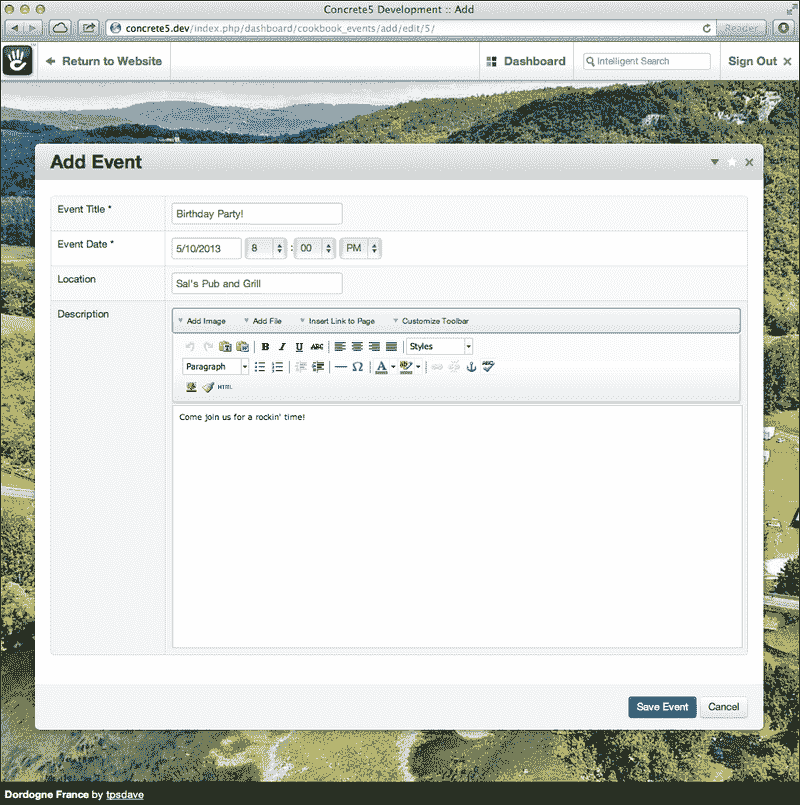 Concrete5 Development :: Add
concrete5.dev/index.php/dashboard/cookbook_events/add/edit/5/
Reader
Return to Website
Dashboard
Intelligent Search
Sign Out
Add Event
Event Title *
Birthday Party!
Event Date *
5/10/2013 8 : 00 PM
Location
Sal's Pub and Grill
Description
Add Image Add File Insert Link to Page Customize Toolbar
B I U ABC Styles
Paragraph A ABC
HTML
Come join us for a rockin' time!
Save Event Cancel
Dordogne France by tpsdave